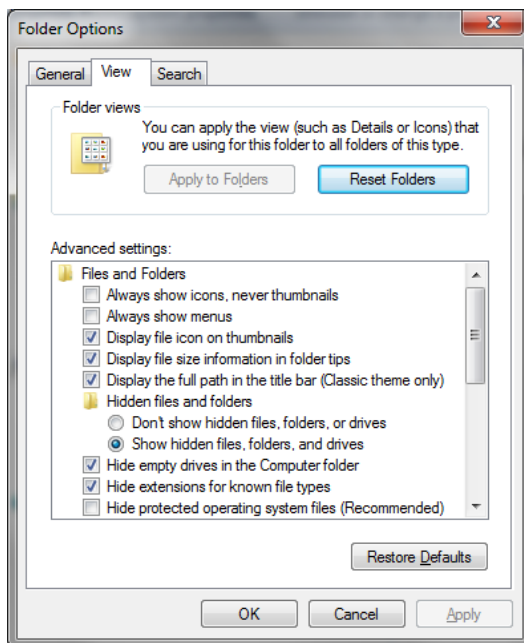 Folder Options
General
View
Search
Folder views
You can apply the view (such as Details or Icons) that
you are using for this folder to all folders of this type.
Apply to Folders
Reset Folders
Advanced settings:
Files and Folders
Always show icons, never thumbnails
Always show menus
Display file icon on thumbnails
Display file size information in folder tips
Display the full path in the title bar (Classic theme only)
Hidden files and folders
Don't show hidden files, folders, or drives
Show hidden files, folders, and drives
Hide empty drives in the Computer folder
Hide extensions for known file types
Hide protected operating system files (Recommended)
Restore Defaults
OK
Cancel
Apply